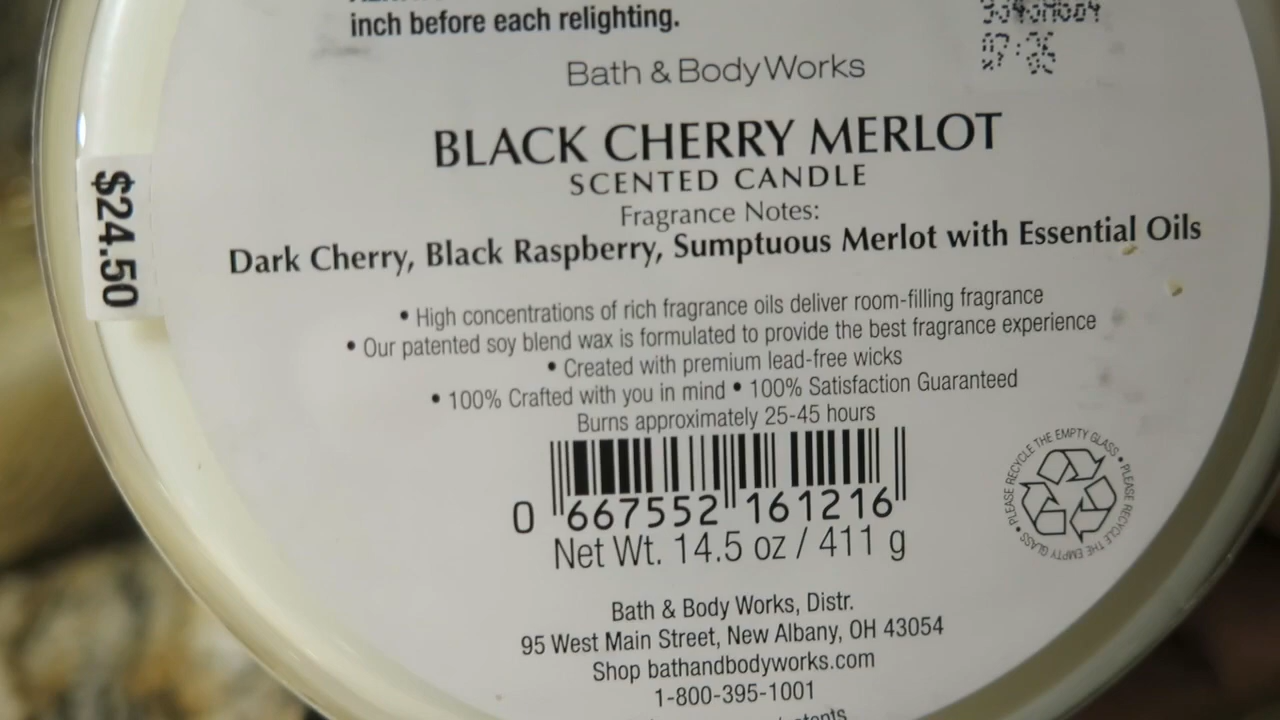 inch before each relighting.
Bath & Body Works
BLACK CHERRY MERLOT
SCENTED CANDLE
Fragrance Notes:
Dark Cherry, Black Raspberry, Sumptuous Merlot with Essential Oils
• High concentrations of rich fragrance oils deliver room-filling fragrance
• Our patented soy blend wax is formulated to provide the best fragrance experience
• Created with premium lead-free wicks
• 100% Crafted with you in mind • 100% Satisfaction Guaranteed
Burns approximately 25-45 hours
0 667552 161216
Net Wt. 14.5 oz / 411 g
• PLEASE RECYCLE THE EMPTY GLASS • PLEASE RECYCLE THE EMPTY GLASS
Bath & Body Works, Distr.
95 West Main Street, New Albany, OH 43054
Shop bathandbodyworks.com
1-800-395-1001
$24.50